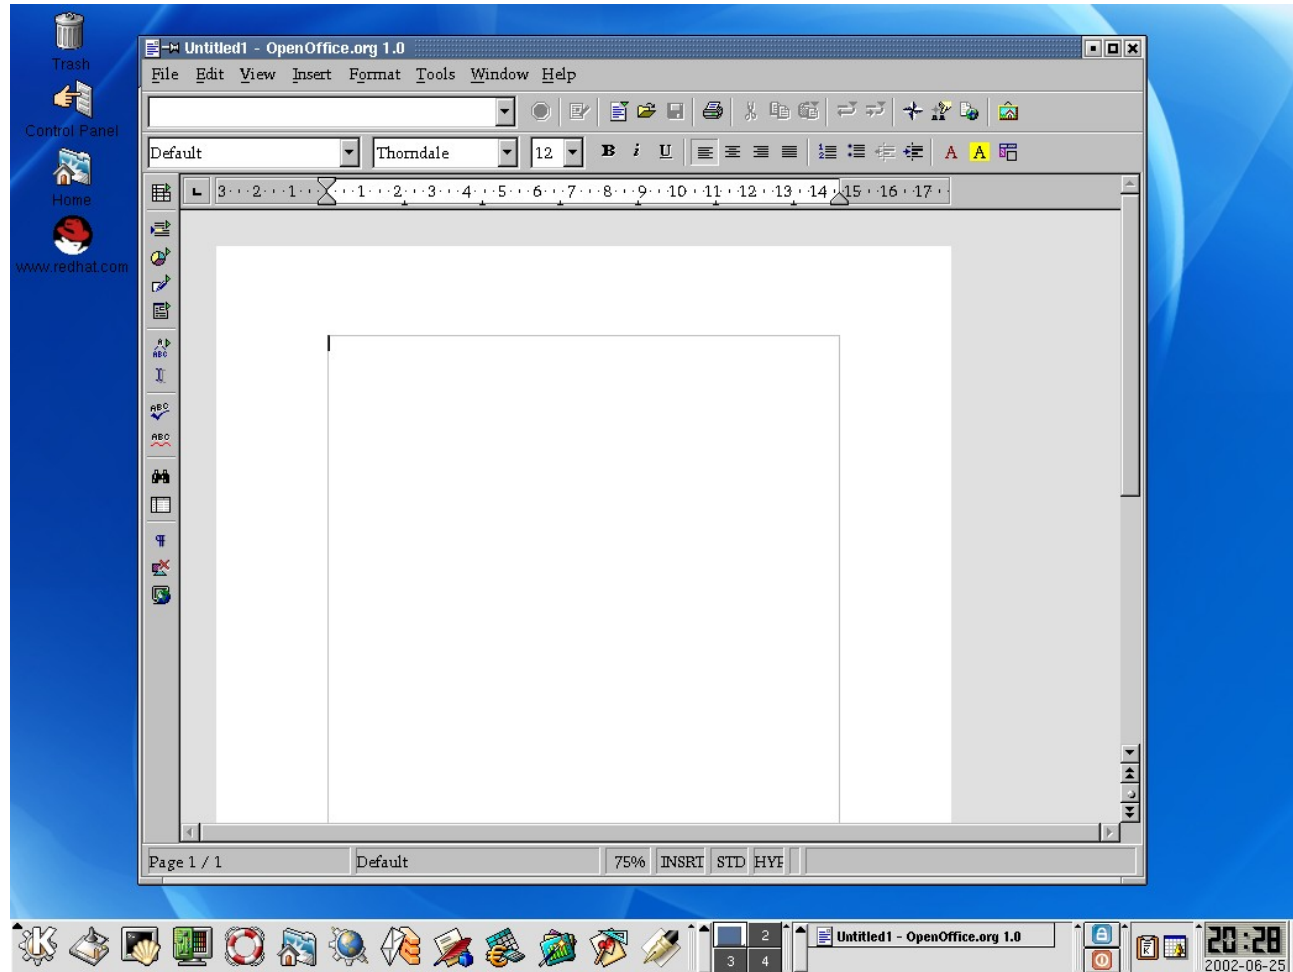 Trash
Control Panel
Home
www.redhat.com
Untitled1 - OpenOffice.org 1.0
File Edit View Insert Format Tools Window Help
Default Thorndale 12 B i U A A
3 2 1 1 2 3 4 5 6 7 8 9 10 11 12 13 14 15 16 17
ABC
ABC
ABC
Page 1 / 1 Default 75% INSRT STD HYP
2
3 4
Untitled1 - OpenOffice.org 1.0
20:28
2002-06-25